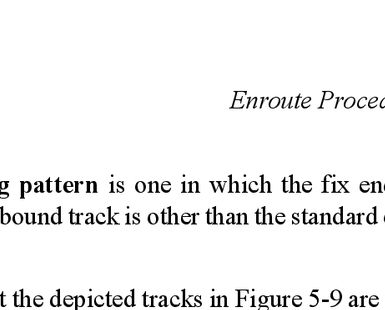 Enroute Proced
g pattern is one in which the fix end
bound track is other than the standard
t the depicted tracks in Figure 5-9 are